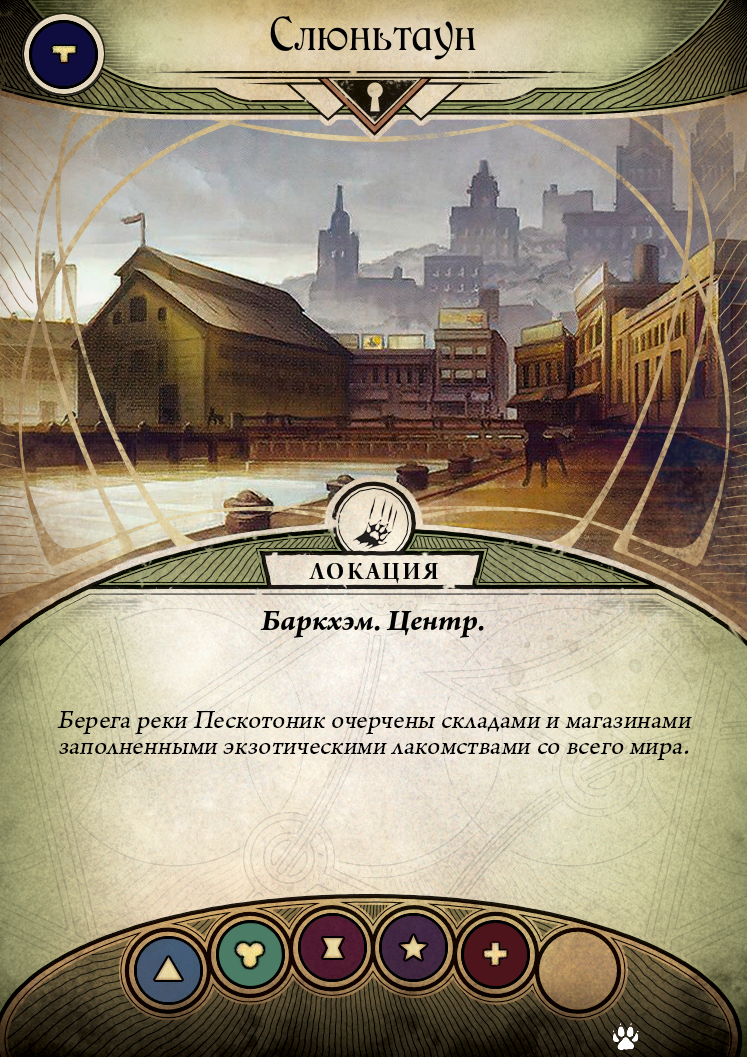 Слюньтаун
ЛОКАЦИЯ
Баркхэм. Центр.
Берега реки Пескотоник очерчены складами и магазинами
заполненными экзотическими лакомствами со всего мира.